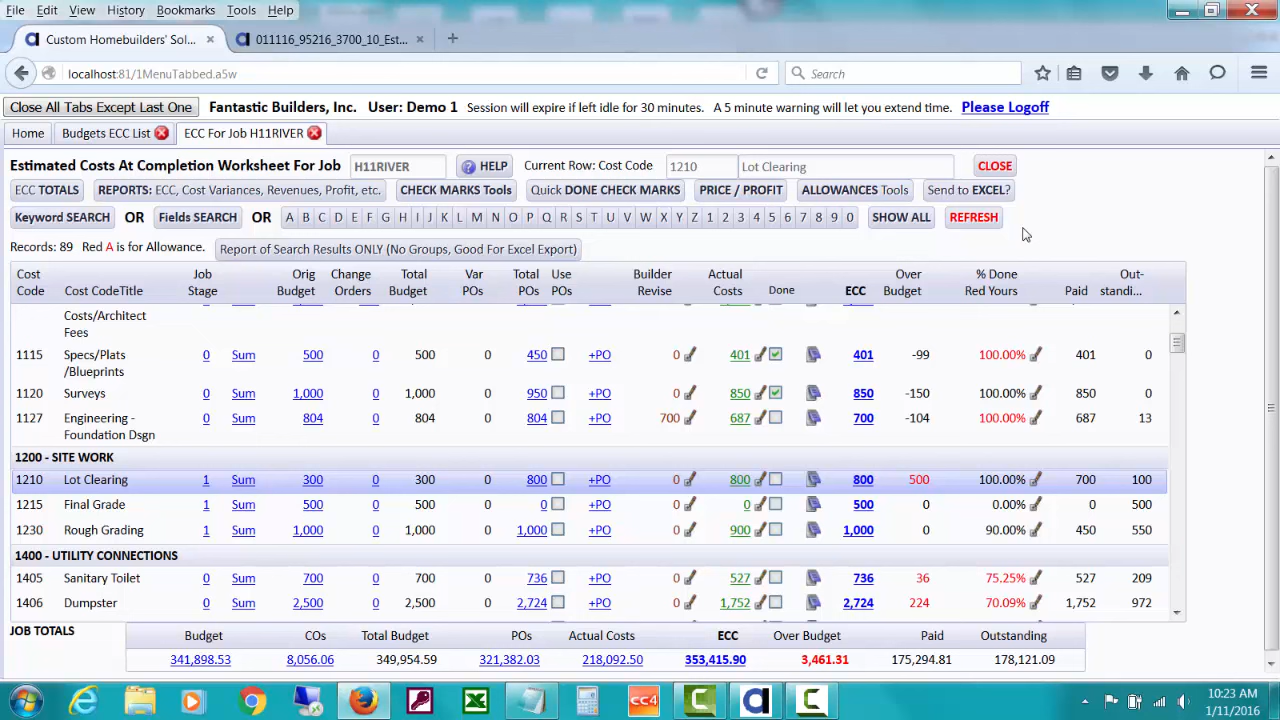 File Edit View History Bookmarks Tools Help
Custom Homebuilders' Sol... × 011116_95216_3700_10_Est... × +
localhost:81/1MenuTabbed.a5w Search
Close All Tabs Except Last One Fantastic Builders, Inc. User: Demo 1 Session will expire if left idle for 30 minutes. A 5 minute warning will let you extend time. Please Logoff
Home Budgets ECC List ECC For Job H11RIVER
Estimated Costs At Completion Worksheet For Job H11RIVER HELP Current Row: Cost Code 1210 Lot Clearing CLOSE
ECC TOTALS REPORTS: ECC, Cost Variances, Revenues, Profit, etc. CHECK MARKS Tools Quick DONE CHECK MARKS PRICE / PROFIT ALLOWANCES Tools Send to EXCEL?
Keyword SEARCH OR Fields SEARCH OR A B C D E F G H I J K L M N O P Q R S T U V W X Y Z 1 2 3 4 5 6 7 8 9 0 SHOW ALL REFRESH
Records: 89 Red A is for Allowance. Report of Search Results ONLY (No Groups, Good For Excel Export)
Cost Job Orig Change Total Var Total Use Builder Actual Over % Done Out-
Code Cost CodeTitle Stage Budget Orders Budget POs POs POs Revise Costs Done ECC Budget Red Yours Paid standi...
Costs/Architect
Fees
1115 Specs/Plats 0 Sum 500 0 500 0 450 +PO 0 401 401 -99 100.00% 401 0
/Blueprints
1120 Surveys 0 Sum 1,000 0 1,000 0 950 +PO 0 850 850 -150 100.00% 850 0
1127 Engineering - 0 Sum 804 0 804 0 804 +PO 700 687 700 -104 100.00% 687 13
Foundation Dsgn
1200 - SITE WORK
1210 Lot Clearing 1 Sum 300 0 300 0 800 +PO 0 800 800 500 100.00% 700 100
1215 Final Grade 1 Sum 500 0 500 0 0 +PO 0 0 500 0 0.00% 0 500
1230 Rough Grading 1 Sum 1,000 0 1,000 0 1,000 +PO 0 900 1,000 0 90.00% 450 550
1400 - UTILITY CONNECTIONS
1405 Sanitary Toilet 0 Sum 700 0 700 0 736 +PO 0 527 736 36 75.25% 527 209
1406 Dumpster 0 Sum 2,500 0 2,500 0 2,724 +PO 0 1,752 2,724 224 70.09% 1,752 972
JOB TOTALS Budget COs Total Budget POs Actual Costs ECC Over Budget Paid Outstanding
341,898.53 8,056.06 349,954.59 321,382.03 218,092.50 353,415.90 3,461.31 175,294.81 178,121.09
CC4 10:23 AM
1/11/2016